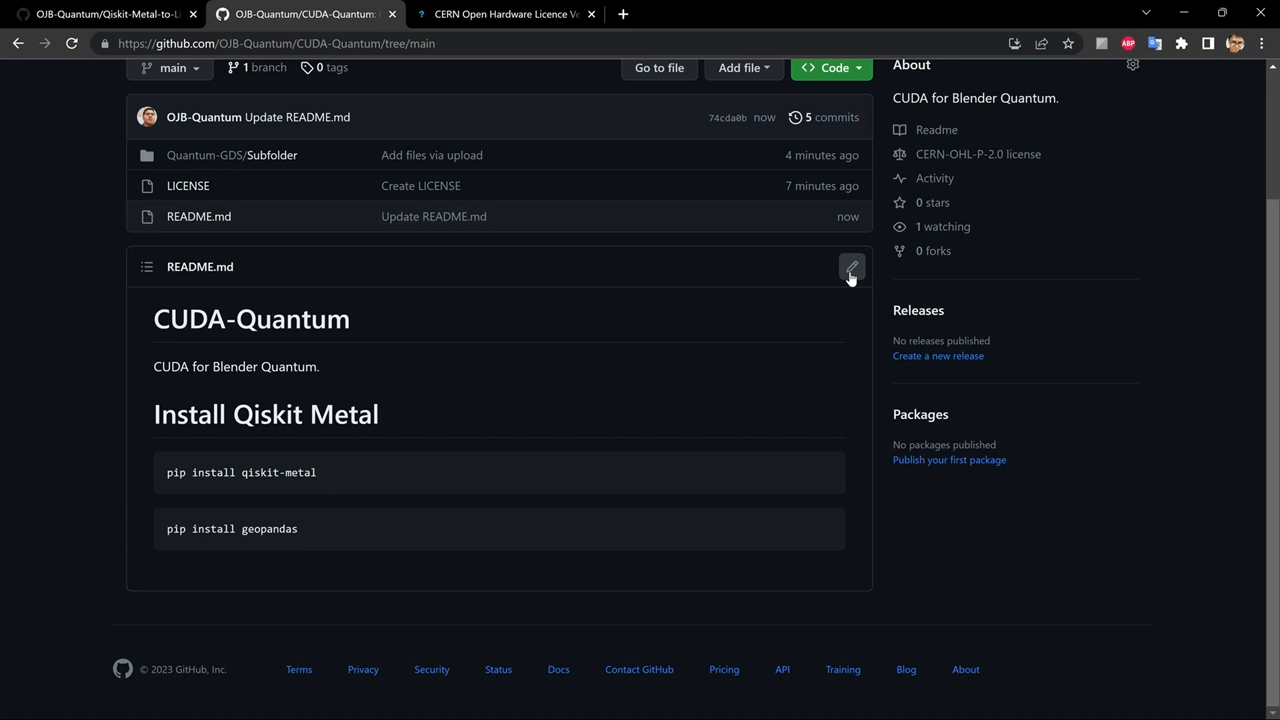 OJB-Quantum/Qiskit-Metal-to-Li
OJB-Quantum/CUDA-Quantum:
CERN Open Hardware Licence Ve
https://github.com/OJB-Quantum/CUDA-Quantum/tree/main
ABP
main
1 branch
0 tags
Go to file
Add file
Code
OJB-Quantum Update README.md
74cda0b now
5 commits
Quantum-GDS/Subfolder Add files via upload 4 minutes ago
LICENSE Create LICENSE 7 minutes ago
README.md Update README.md now
README.md
CUDA-Quantum
CUDA for Blender Quantum.
Install Qiskit Metal
pip install qiskit-metal
pip install geopandas
About
CUDA for Blender Quantum.
Readme
CERN-OHL-P-2.0 license
Activity
0 stars
1 watching
0 forks
Releases
No releases published
Create a new release
Packages
No packages published
Publish your first package
© 2023 GitHub, Inc. Terms Privacy Security Status Docs Contact GitHub Pricing API Training Blog About